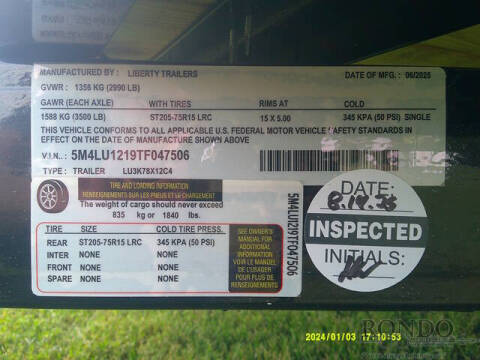 MANUFACTURED BY: LIBERTY TRAILERS DATE OF MFG.: 06/2025
GVWR: 1356 KG (2990 LB)
GAWR (EACH AXLE) WITH TIRES RIMS AT COLD
1588 KG (3500 LB) ST205-75R15 LRC 15 X 5.00 345 KPA (50 PSI) SINGLE
THIS VEHICLE CONFORMS TO ALL APPLICABLE U.S. FEDERAL MOTOR VEHICLE SAFETY STANDARDS IN
EFFECT ON THE DATE OF MANUFACTURE SHOWN ABOVE
V.I.N.: 5M4LU1219TF047506
TYPE: TRAILER LU3K78X12C4
TIRE AND LOADING INFORMATION
RENSEIGNEMENTS SUR LES PNEUS ET LE CHARGEMENT
The weight of cargo should never exceed
835 kg or 1840 lbs.
TIRE SIZE COLD TIRE PRESS.
REAR ST205-75R15 LRC 345 KPA (50 PSI)
INTER NONE NONE
FRONT NONE NONE
SPARE NONE NONE
SEE OWNER'S
MANUAL FOR
ADDITIONAL
INFORMATION
VOIR LE MANUEL
DE L'USAGER
POUR PLUS DE
RENSEIGNEMENTS
5M4LU1219TF047506
DATE:
INSPECTED
INITIALS:
2024/01/03 17:10:53
RONDO